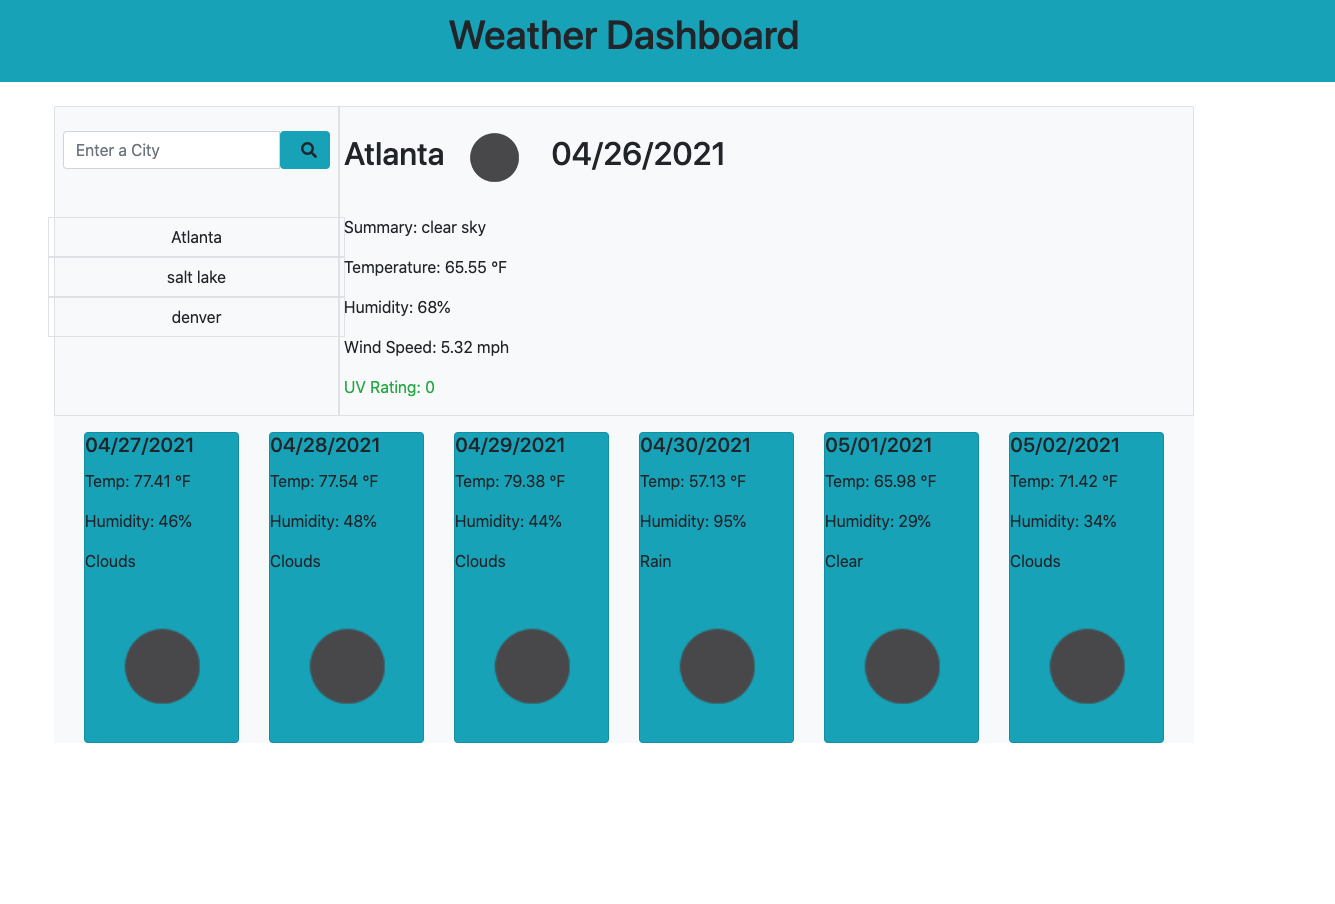 Weather Dashboard
Enter a City
Atlanta
salt lake
denver
Atlanta 04/26/2021
Summary: clear sky
Temperature: 65.55 °F
Humidity: 68%
Wind Speed: 5.32 mph
UV Rating: 0
04/27/2021
Temp: 77.41 °F
Humidity: 46%
Clouds
04/28/2021
Temp: 77.54 °F
Humidity: 48%
Clouds
04/29/2021
Temp: 79.38 °F
Humidity: 44%
Clouds
04/30/2021
Temp: 57.13 °F
Humidity: 95%
Rain
05/01/2021
Temp: 65.98 °F
Humidity: 29%
Clear
05/02/2021
Temp: 71.42 °F
Humidity: 34%
Clouds